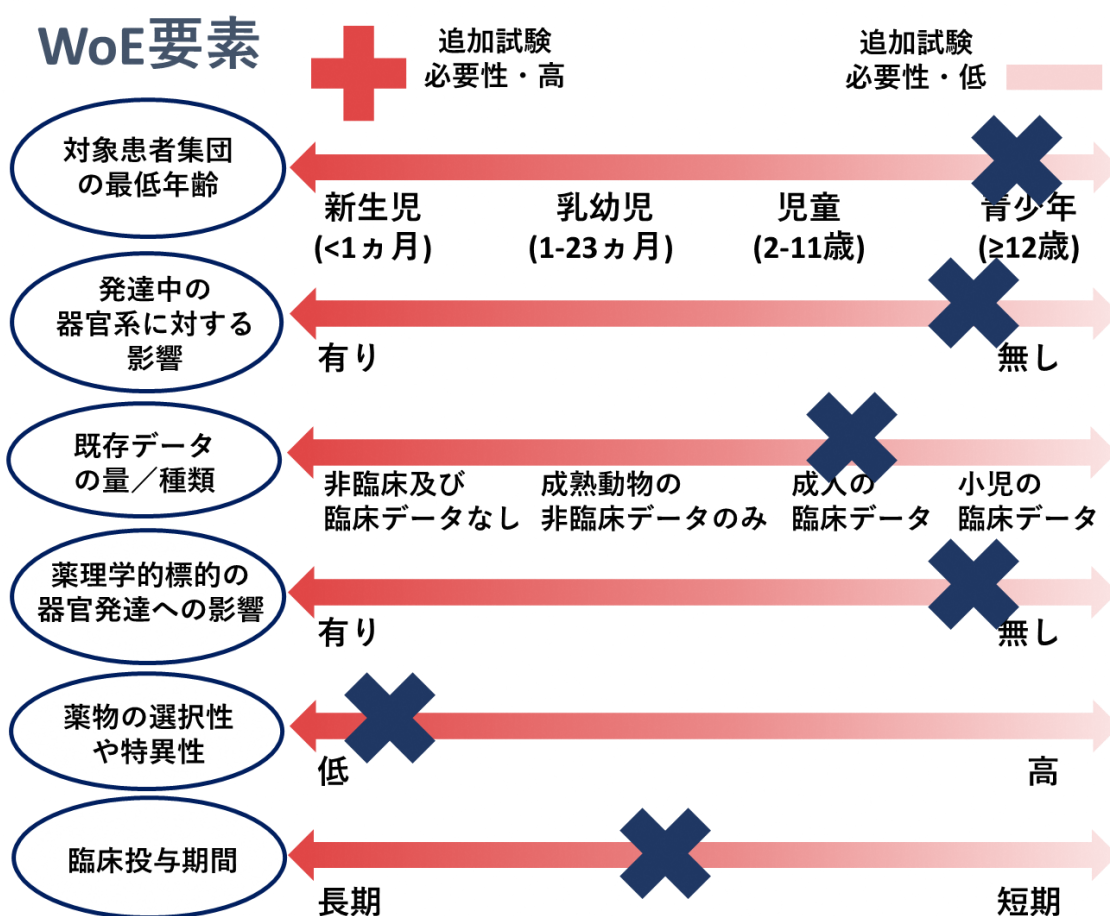 WoE要素
追加試験
必要性・高
追加試験
必要性・低
対象患者集団
の最低年齢
新生児
(<1ヵ月)
乳幼児
(1-23ヵ月)
児童
(2-11歳)
青少年
(≥12歳)
発達中の
器官系に対する
影響
有り
無し
既存データ
の量／種類
非臨床及び
臨床データなし
成熟動物の
非臨床データのみ
成人の
臨床データ
小児の
臨床データ
薬理学的標的の
器官発達への影響
有り
無し
薬物の選択性
や特異性
低
高
臨床投与期間
長期
短期